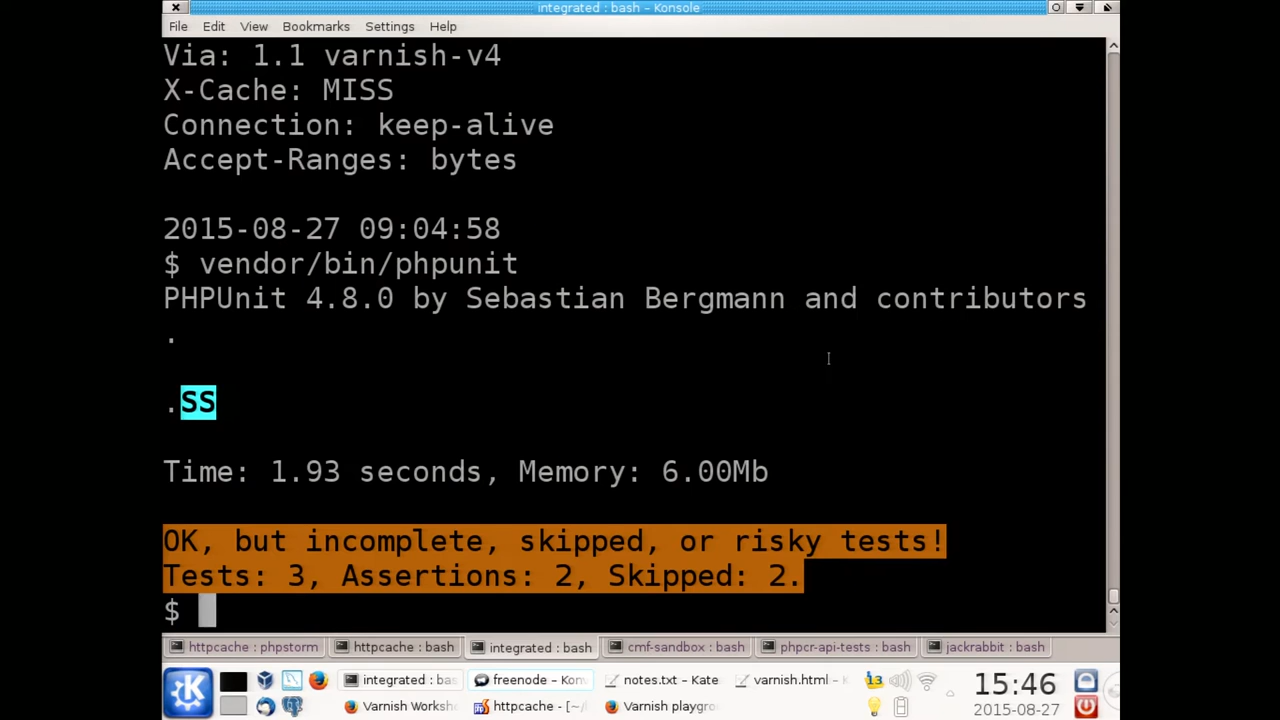 integrated : bash – Konsole
File Edit View Bookmarks Settings Help
Via: 1.1 varnish-v4
X-Cache: MISS
Connection: keep-alive
Accept-Ranges: bytes
2015-08-27 09:04:58
$ vendor/bin/phpunit
PHPUnit 4.8.0 by Sebastian Bergmann and contributors
.
.SS
Time: 1.93 seconds, Memory: 6.00Mb
OK, but incomplete, skipped, or risky tests!
Tests: 3, Assertions: 2, Skipped: 2.
$
httpcache : phpstorm httpcache : bash integrated : bash cmf-sandbox : bash phpcr-api-tests : bash jackrabbit : bash
integrated : bas freenode – Kon notes.txt – Kate varnish.html – 13 15:46
Varnish Worksh httpcache – [~/ Varnish playgro 2015-08-27